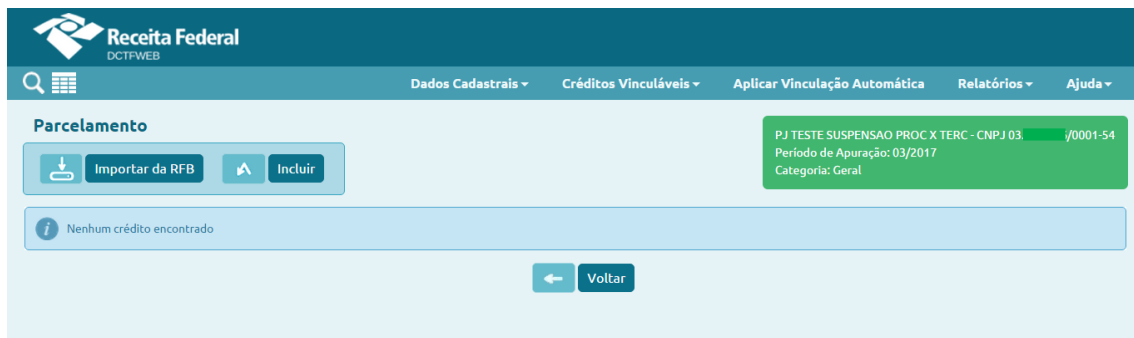 Receita Federal
DCTFWEB
Dados Cadastrais Créditos Vinculáveis Aplicar Vinculação Automática Relatórios Ajuda
Parcelamento
PJ TESTE SUSPENSAO PROC X TERC - CNPJ 03. /0001-54
Período de Apuração: 03/2017
Categoria: Geral
Importar da RFB Incluir
Nenhum crédito encontrado
Voltar